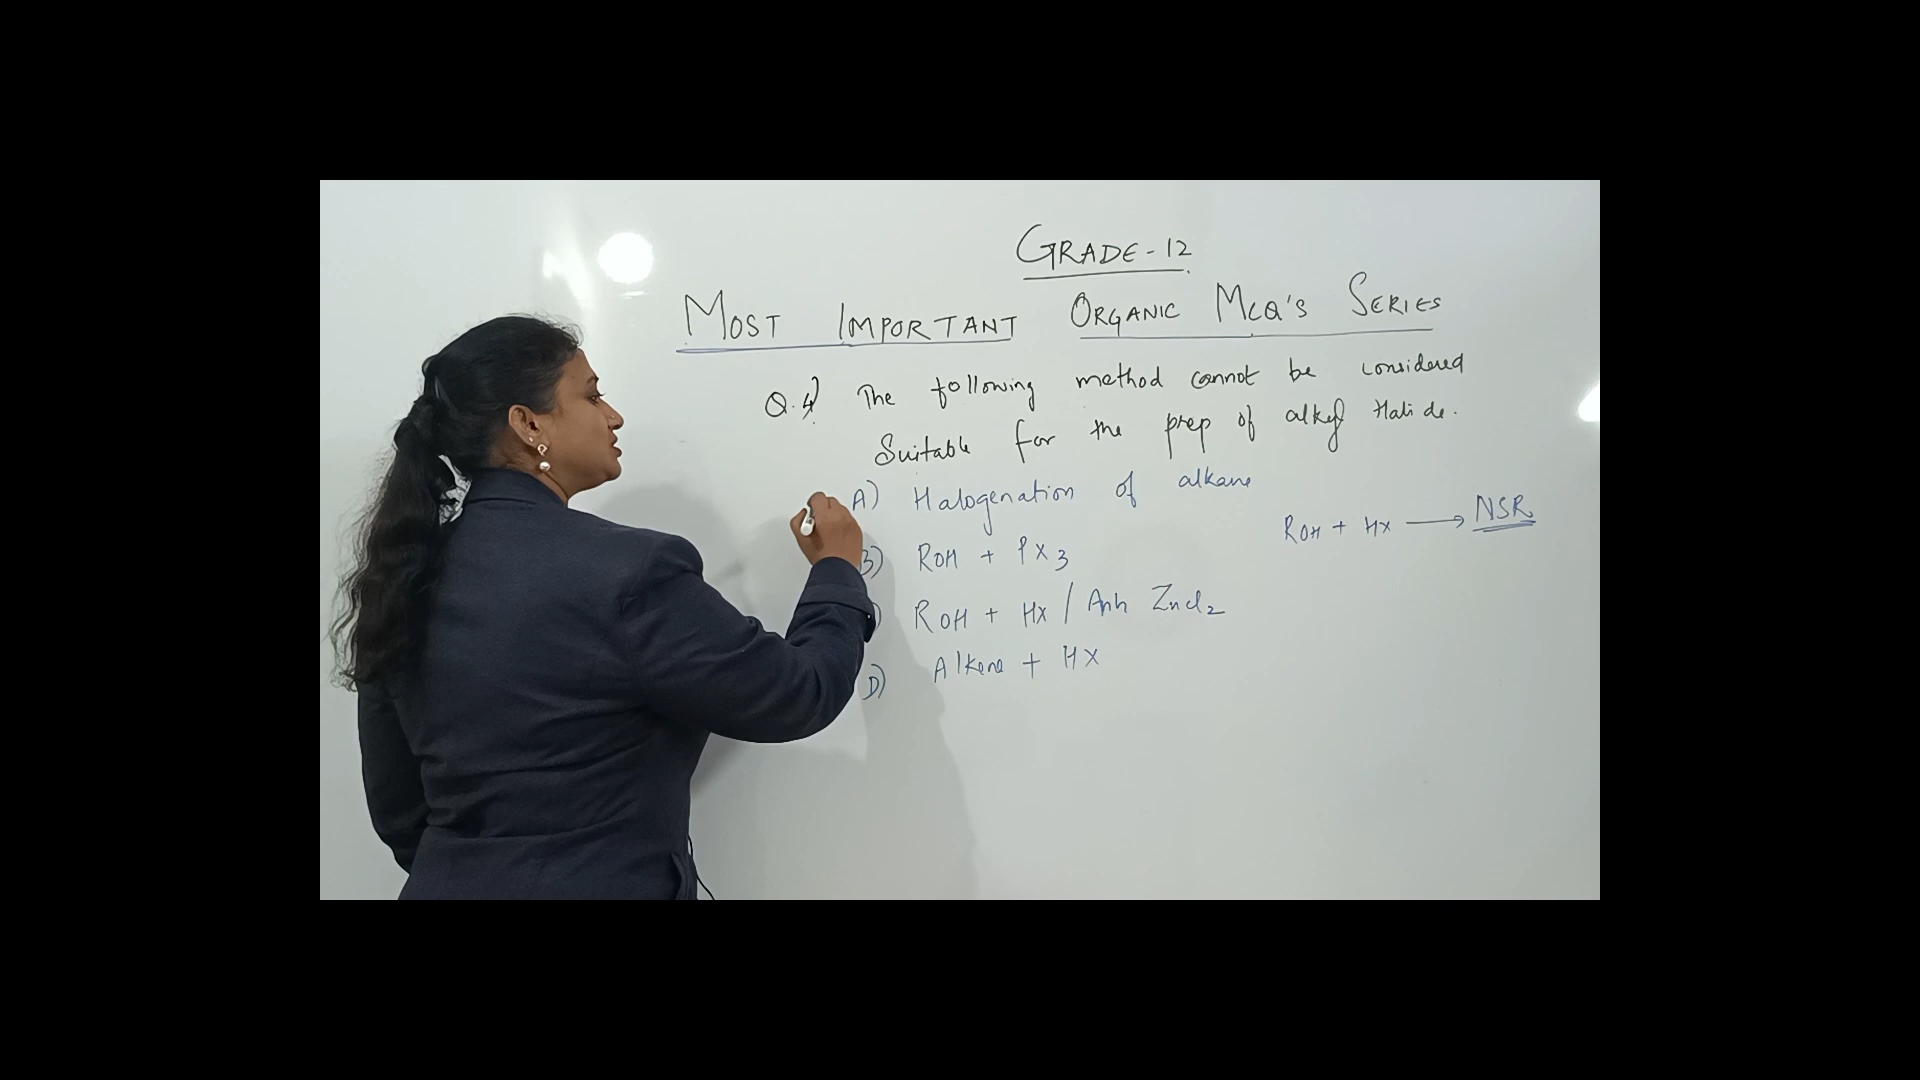 GRADE-12
MOST IMPORTANT ORGANIC MCQ'S SERIES
Q.4) The following method cannot be considered
Suitable for the prep of alkyl Halide.
A) Halogenation of alkane
ROH + HX → NSR
B) ROH + PX3
) ROH + HX / Anh ZnCl2
D) Alkene + HX